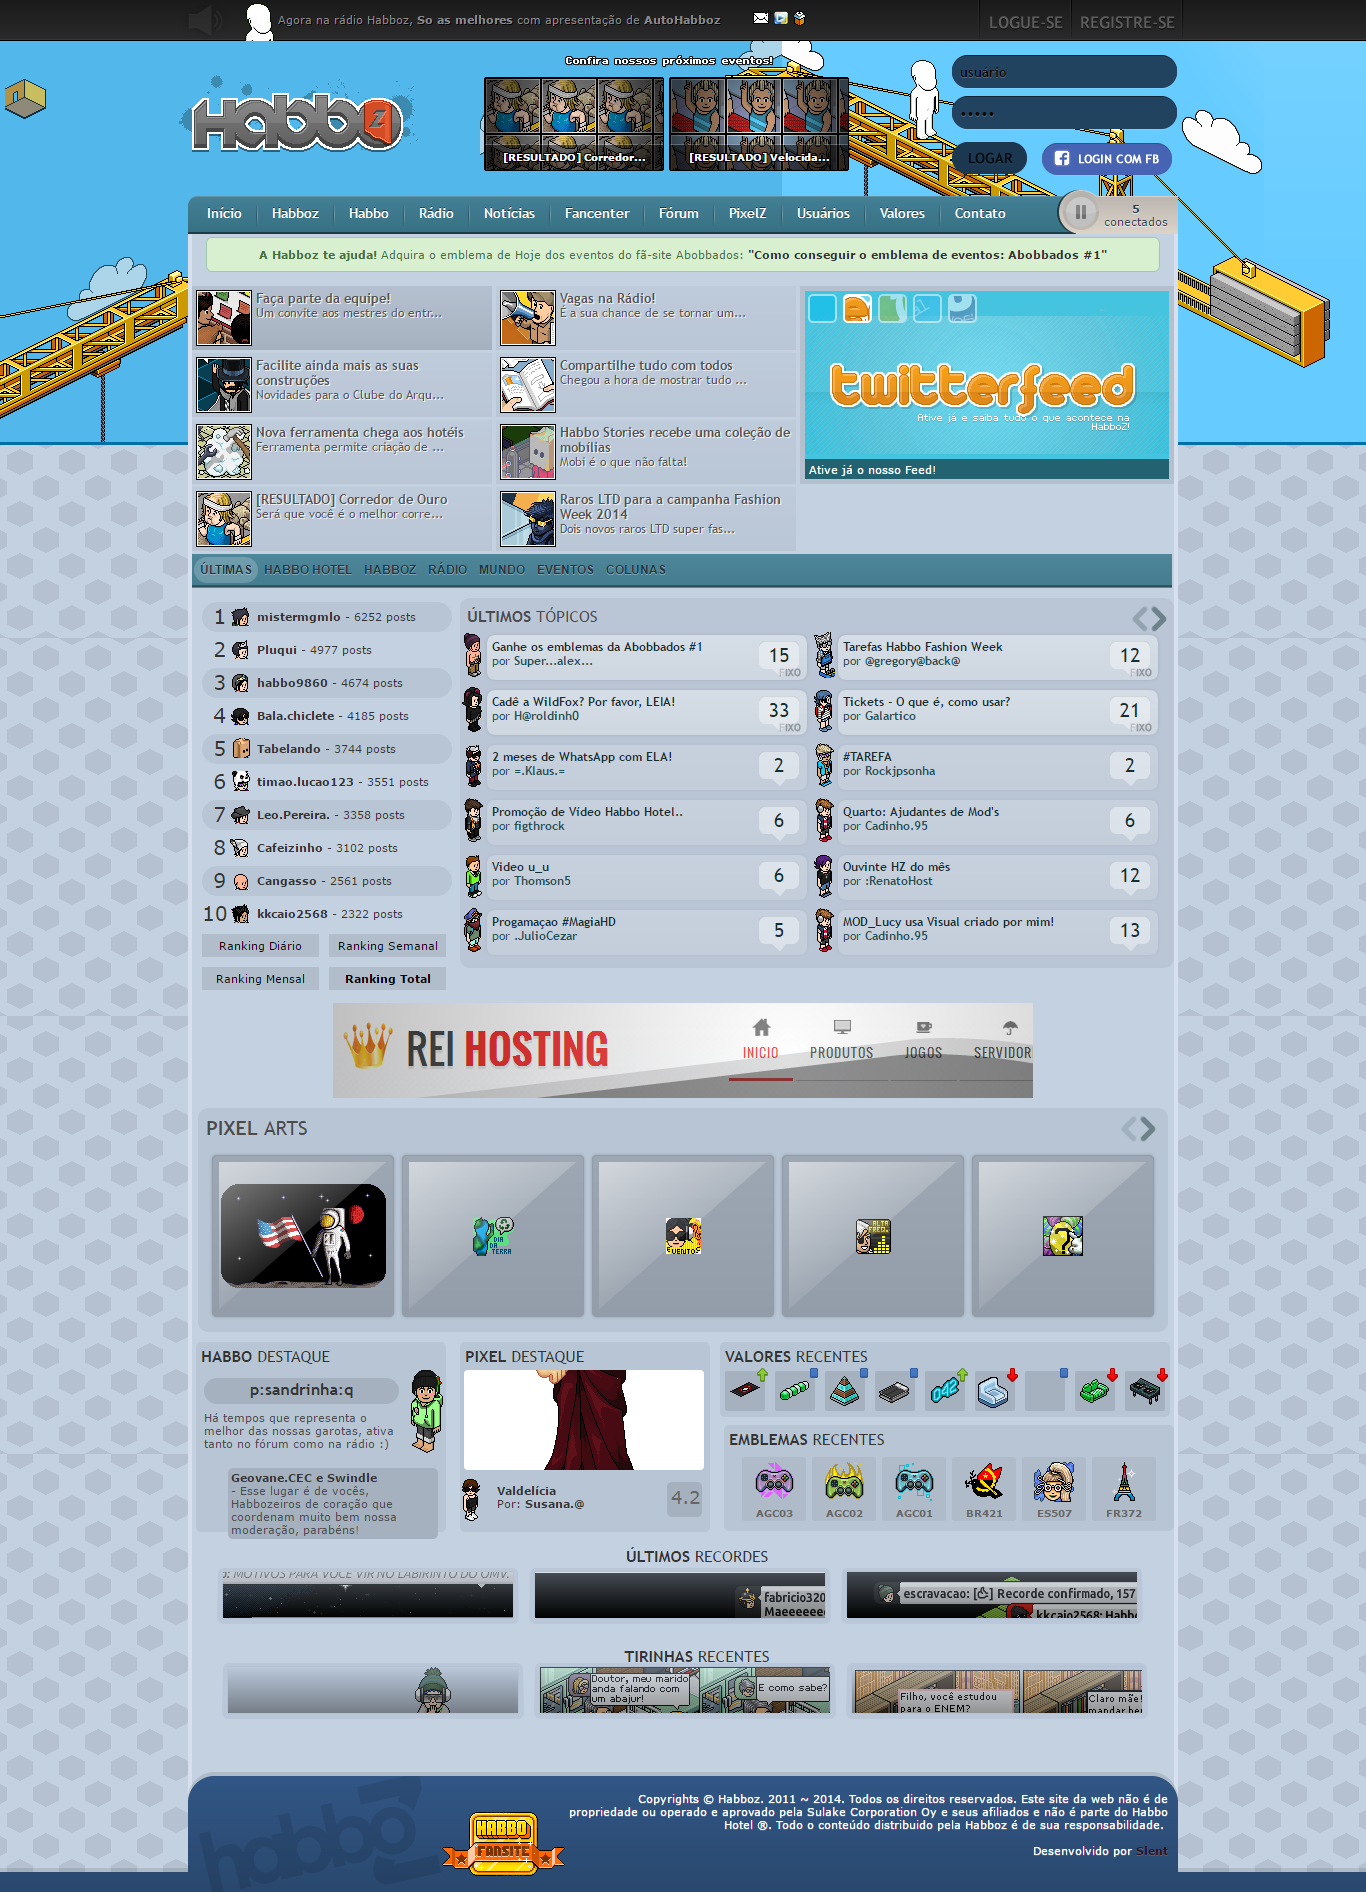 Agora na rádio Habboz, So as melhores com apresentação de AutoHabboz
LOGUE-SE
REGISTRE-SE
Habboz
Confira nossos próximos eventos!
[RESULTADO] Corredor...
[RESULTADO] Velocida...
usuário
•••••
LOGAR
LOGIN COM FB
Início
Habboz
Habbo
Rádio
Notícias
Fancenter
Fórum
PixelZ
Usuários
Valores
Contato
5
conectados
A Habboz te ajuda! Adquira o emblema de Hoje dos eventos do fã-site Abobbados: "Como conseguir o emblema de eventos: Abobbados #1"
Faça parte da equipe!
Um convite aos mestres do entr...
Vagas na Rádio!
É a sua chance de se tornar um...
Facilite ainda mais as suas
construções
Novidades para o Clube do Arqu...
Compartilhe tudo com todos
Chegou a hora de mostrar tudo ...
Nova ferramenta chega aos hotéis
Ferramenta permite criação de ...
Habbo Stories recebe uma coleção de
mobílias
Mobi é o que não falta!
[RESULTADO] Corredor de Ouro
Será que você é o melhor corre...
Raros LTD para a campanha Fashion
Week 2014
Dois novos raros LTD super fas...
twitterfeed
Ative já e saiba tudo o que acontece na
HabboZ!
Ative já o nosso Feed!
ÚLTIMAS
HABBO HOTEL
HABBOZ
RÁDIO
MUNDO
EVENTOS
COLUNAS
1 mistermgmlo - 6252 posts
2 Pluqui - 4977 posts
3 habbo9860 - 4674 posts
4 Bala.chiclete - 4185 posts
5 Tabelando - 3744 posts
6 timao.lucao123 - 3551 posts
7 Leo.Pereira. - 3358 posts
8 Cafeizinho - 3102 posts
9 Cangasso - 2561 posts
10 kkcaio2568 - 2322 posts
Ranking Diário
Ranking Semanal
Ranking Mensal
Ranking Total
ÚLTIMOS TÓPICOS
Ganhe os emblemas da Abobbados #1
por Super...alex...
15
FIXO
Tarefas Habbo Fashion Week
por @gregory@back@
12
FIXO
Cadê a WildFox? Por favor, LEIA!
por H@roldinh0
33
FIXO
Tickets - O que é, como usar?
por Galartico
21
FIXO
2 meses de WhatsApp com ELA!
por =.Klaus.=
2
#TAREFA
por Rockjpsonha
2
Promoção de Vídeo Habbo Hotel..
por figthrock
6
Quarto: Ajudantes de Mod's
por Cadinho.95
6
Video u_u
por Thomson5
6
Ouvinte HZ do mês
por :RenatoHost
12
Progamaçao #MagiaHD
por .JulioCezar
5
MOD_Lucy usa Visual criado por mim!
por Cadinho.95
13
REI HOSTING
INICIO
PRODUTOS
JOGOS
SERVIDOR
PIXEL ARTS
DIA
DA
TERRA
EVENTOS
ALTA
FREQ.
HABBO DESTAQUE
p:sandrinha:q
Há tempos que representa o
melhor das nossas garotas, ativa
tanto no fórum como na rádio :)
Geovane.CEC e Swindle
- Esse lugar é de vocês,
Habbozeiros de coração que
coordenam muito bem nossa
moderação, parabéns!
PIXEL DESTAQUE
Valdelícia
Por: Susana.@
4.2
VALORES RECENTES
EMBLEMAS RECENTES
AGC03
AGC02
AGC01
BR421
ES507
FR372
ÚLTIMOS RECORDES
: MOTIVOS PARA VOCÊ VIR NO LABIRINTO DO OMV.
fabricio320
Maeeeeeee
escravacao: [] Recorde confirmado, 157
kkcaio2568: Habbo
TIRINHAS RECENTES
Doutor, meu marido
anda falando com
um abajur!
E como sabe?
Filho, você estudou
para o ENEM?
Claro mãe!
mandar be
habboz
HABBO
FANSITE
Copyrights © Habboz. 2011 ~ 2014. Todos os direitos reservados. Este site da web não é de
propriedade ou operado e aprovado pela Sulake Corporation Oy e seus afiliados e não é parte do Habbo
Hotel ®. Todo o conteúdo distribuido pela Habboz é de sua responsabilidade.
Desenvolvido por Slent